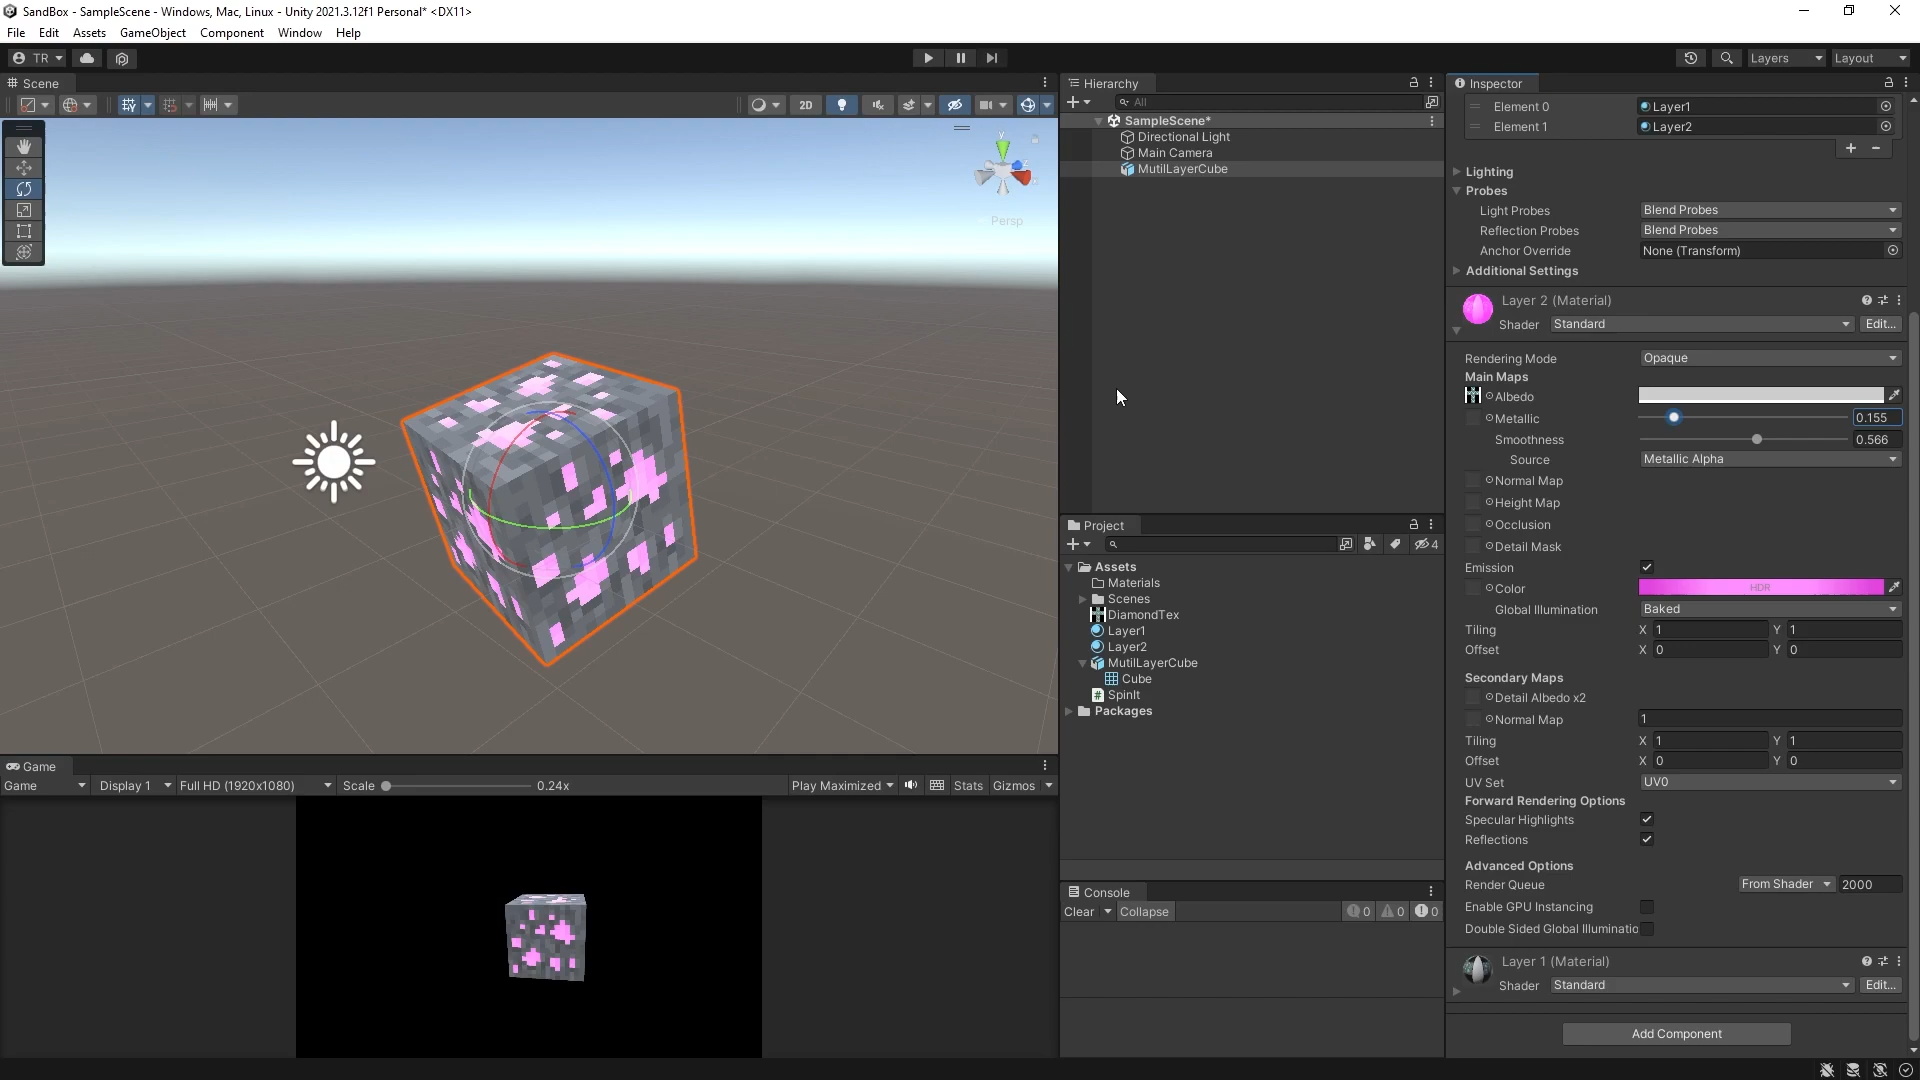 SandBox - SampleScene - Windows, Mac, Linux - Unity 2021.3.12f1 Personal* <DX11>
File Edit Assets GameObject Component Window Help
TR Layers Layout
Scene
2D
Y
Z
X
Persp
Hierarchy
All
SampleScene*
Directional Light
Main Camera
MutilLayerCube
Project
4
Assets
Materials
Scenes
DiamondTex
Layer1
Layer2
MutilLayerCube
Cube
SpinIt
Packages
Game
Game Display 1 Full HD (1920x1080) Scale 0.24x Play Maximized Stats Gizmos
Console
Clear Collapse 0 0 0
Inspector
Element 0 Layer1
Element 1 Layer2
Lighting
Probes
Light Probes Blend Probes
Reflection Probes Blend Probes
Anchor Override None (Transform)
Additional Settings
Layer 2 (Material)
Shader Standard Edit...
Rendering Mode Opaque
Main Maps
Albedo
Metallic 0.155
Smoothness 0.566
Source Metallic Alpha
Normal Map
Height Map
Occlusion
Detail Mask
Emission
Color HDR
Global Illumination Baked
Tiling X 1 Y 1
Offset X 0 Y 0
Secondary Maps
Detail Albedo x2
Normal Map 1
Tiling X 1 Y 1
Offset X 0 Y 0
UV Set UV0
Forward Rendering Options
Specular Highlights
Reflections
Advanced Options
Render Queue From Shader 2000
Enable GPU Instancing
Double Sided Global Illuminatio
Layer 1 (Material)
Shader Standard Edit...
Add Component